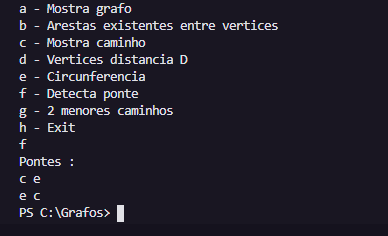 a - Mostra grafo
b - Arestas existentes entre vertices
c - Mostra caminho
d - Vertices distancia D
e - Circunferencia
f - Detecta ponte
g - 2 menores caminhos
h - Exit
f
Pontes :
c e
e c
PS C:\Grafos>